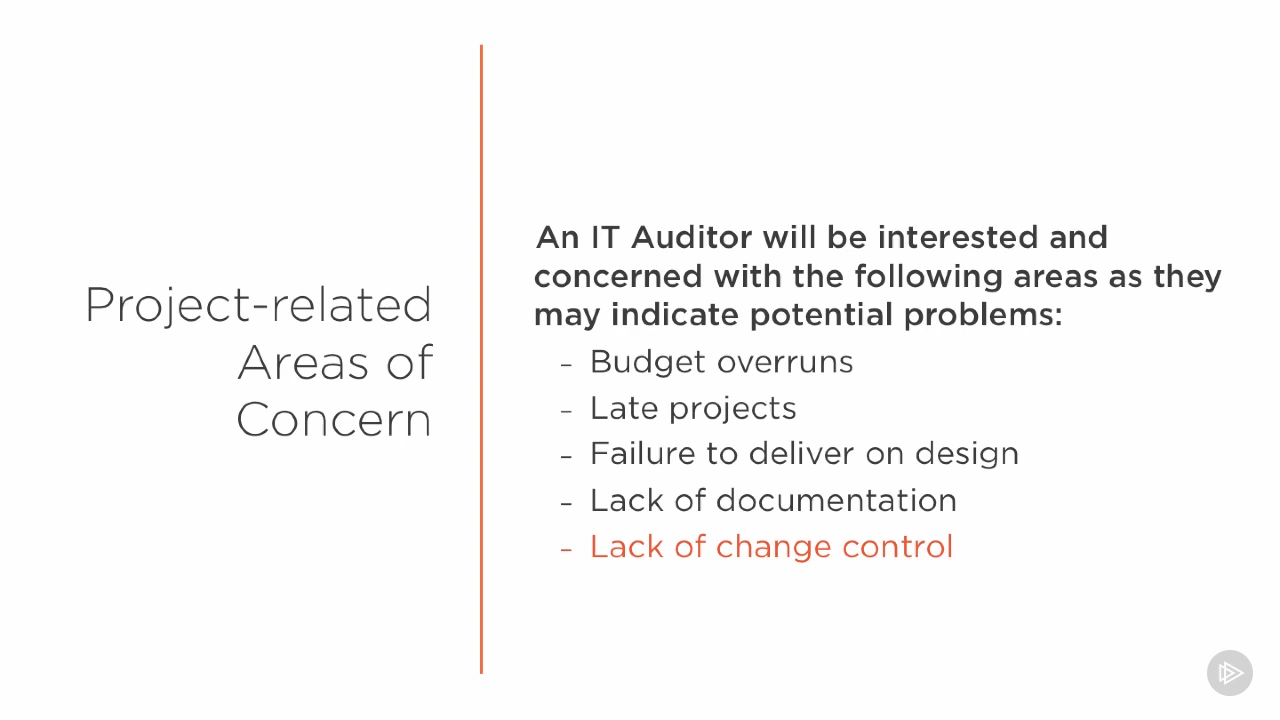 Project-related
Areas of
Concern
An IT Auditor will be interested and
concerned with the following areas as they
may indicate potential problems:
– Budget overruns
– Late projects
– Failure to deliver on design
– Lack of documentation
– Lack of change control